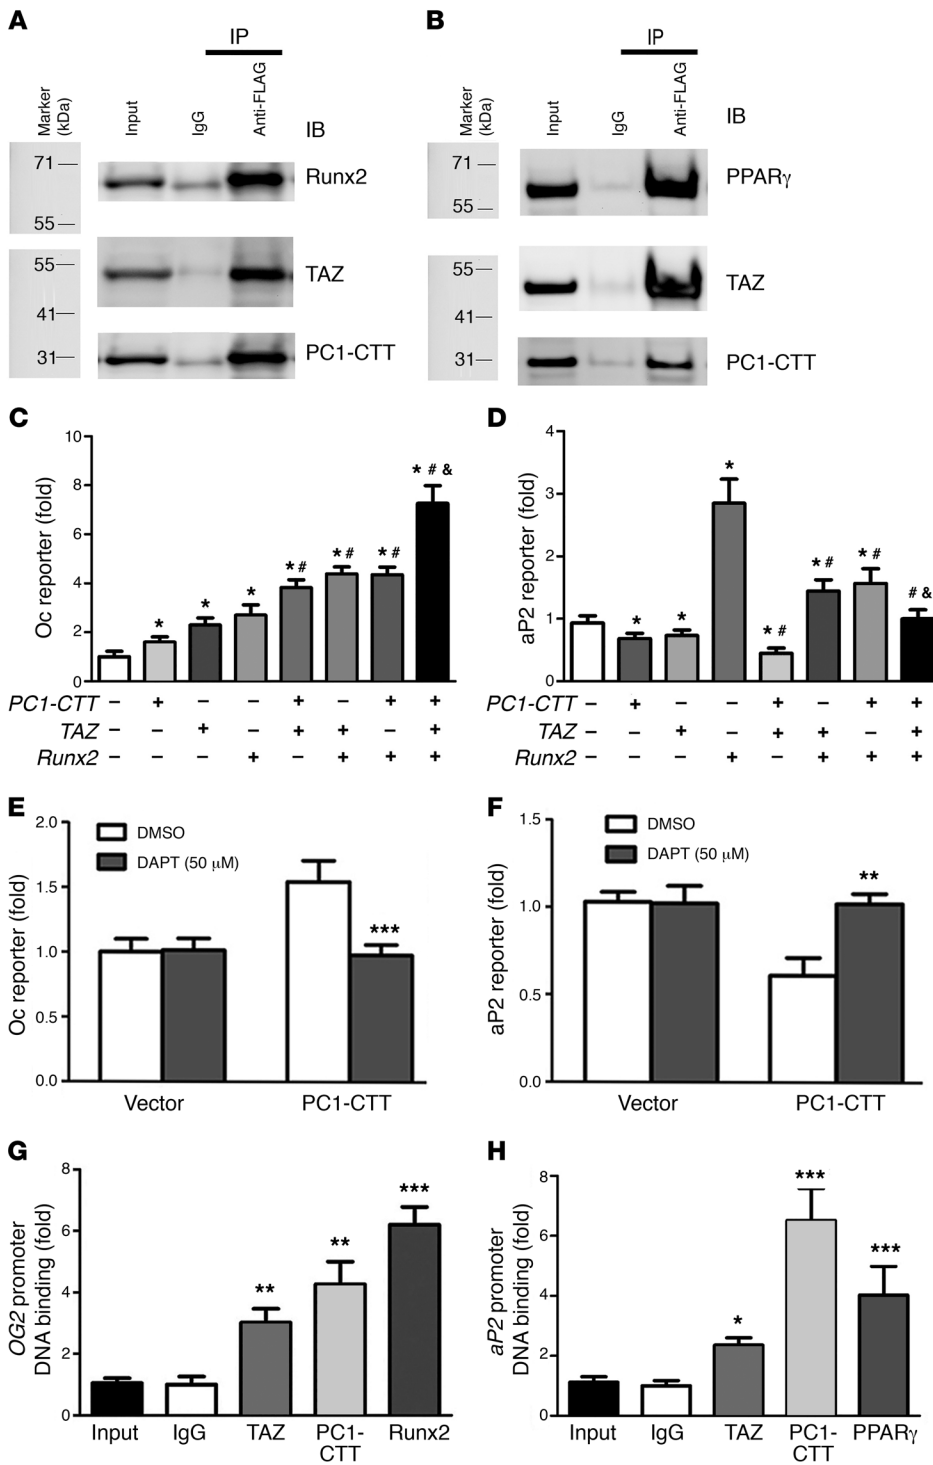 A
IP
Marker
(kDa)
Input
IgG
Anti-FLAG
IB
71
Runx2
55
55
TAZ
41
31
PC1-CTT
B
IP
Marker
(kDa)
Input
IgG
Anti-FLAG
IB
71
PPARγ
55
55
TAZ
41
31
PC1-CTT
C
Oc reporter (fold)
10
8
6
4
2
0
*
*
*
* #
* #
* #
* # &
PC1-CTT – + – – + – + +
TAZ – – + – + + – +
Runx2 – – – + – + + +
D
aP2 reporter (fold)
4
3
2
1
0
*
*
*
* #
* #
* #
# &
PC1-CTT – + – – + – + +
TAZ – – + – + + – +
Runx2 – – – + – + + +
E
Oc reporter (fold)
2.0
1.5
1.0
0.5
0.0
DMSO
DAPT (50 μM)
***
Vector PC1-CTT
F
aP2 reporter (fold)
1.5
1.0
0.5
0.0
DMSO
DAPT (50 μM)
**
Vector PC1-CTT
G
OG2 promoter
DNA binding (fold)
8
6
4
2
0
**
**
***
Input IgG TAZ PC1- Runx2
CTT
H
aP2 promoter
DNA binding (fold)
8
6
4
2
0
*
***
***
Input IgG TAZ PC1- PPARγ
CTT